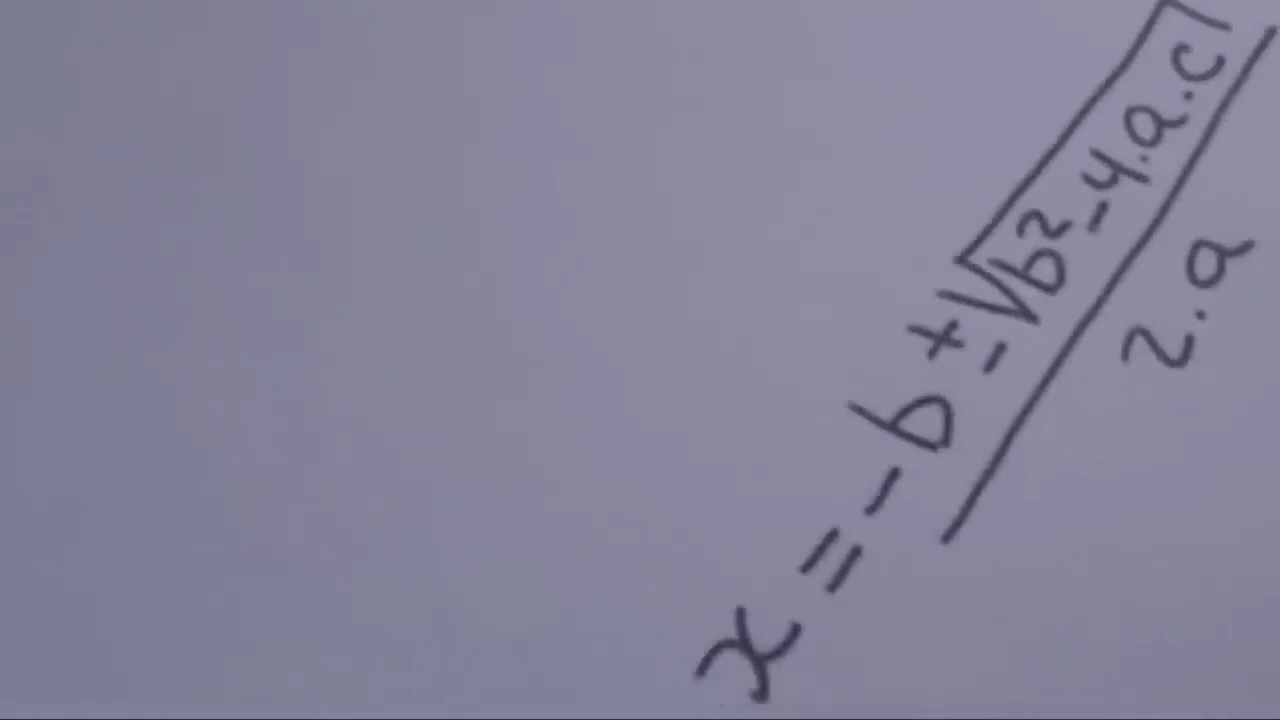 x = -b ± √b² - 4.a.c
2.a